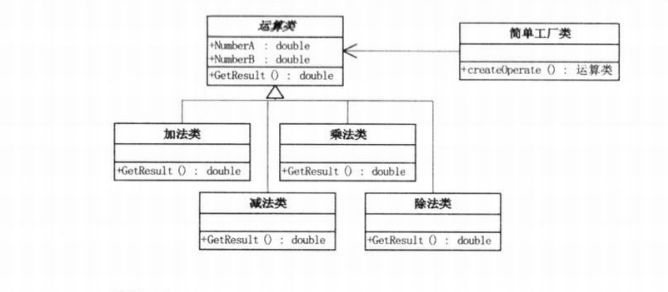 运算类
+NumberA : double
+NumberB : double
+GetResult () : double
简单工厂类
+createOperate () : 运算类
加法类
+GetResult () : double
乘法类
+GetResult () : double
减法类
+GetResult () : double
除法类
+GetResult () : double